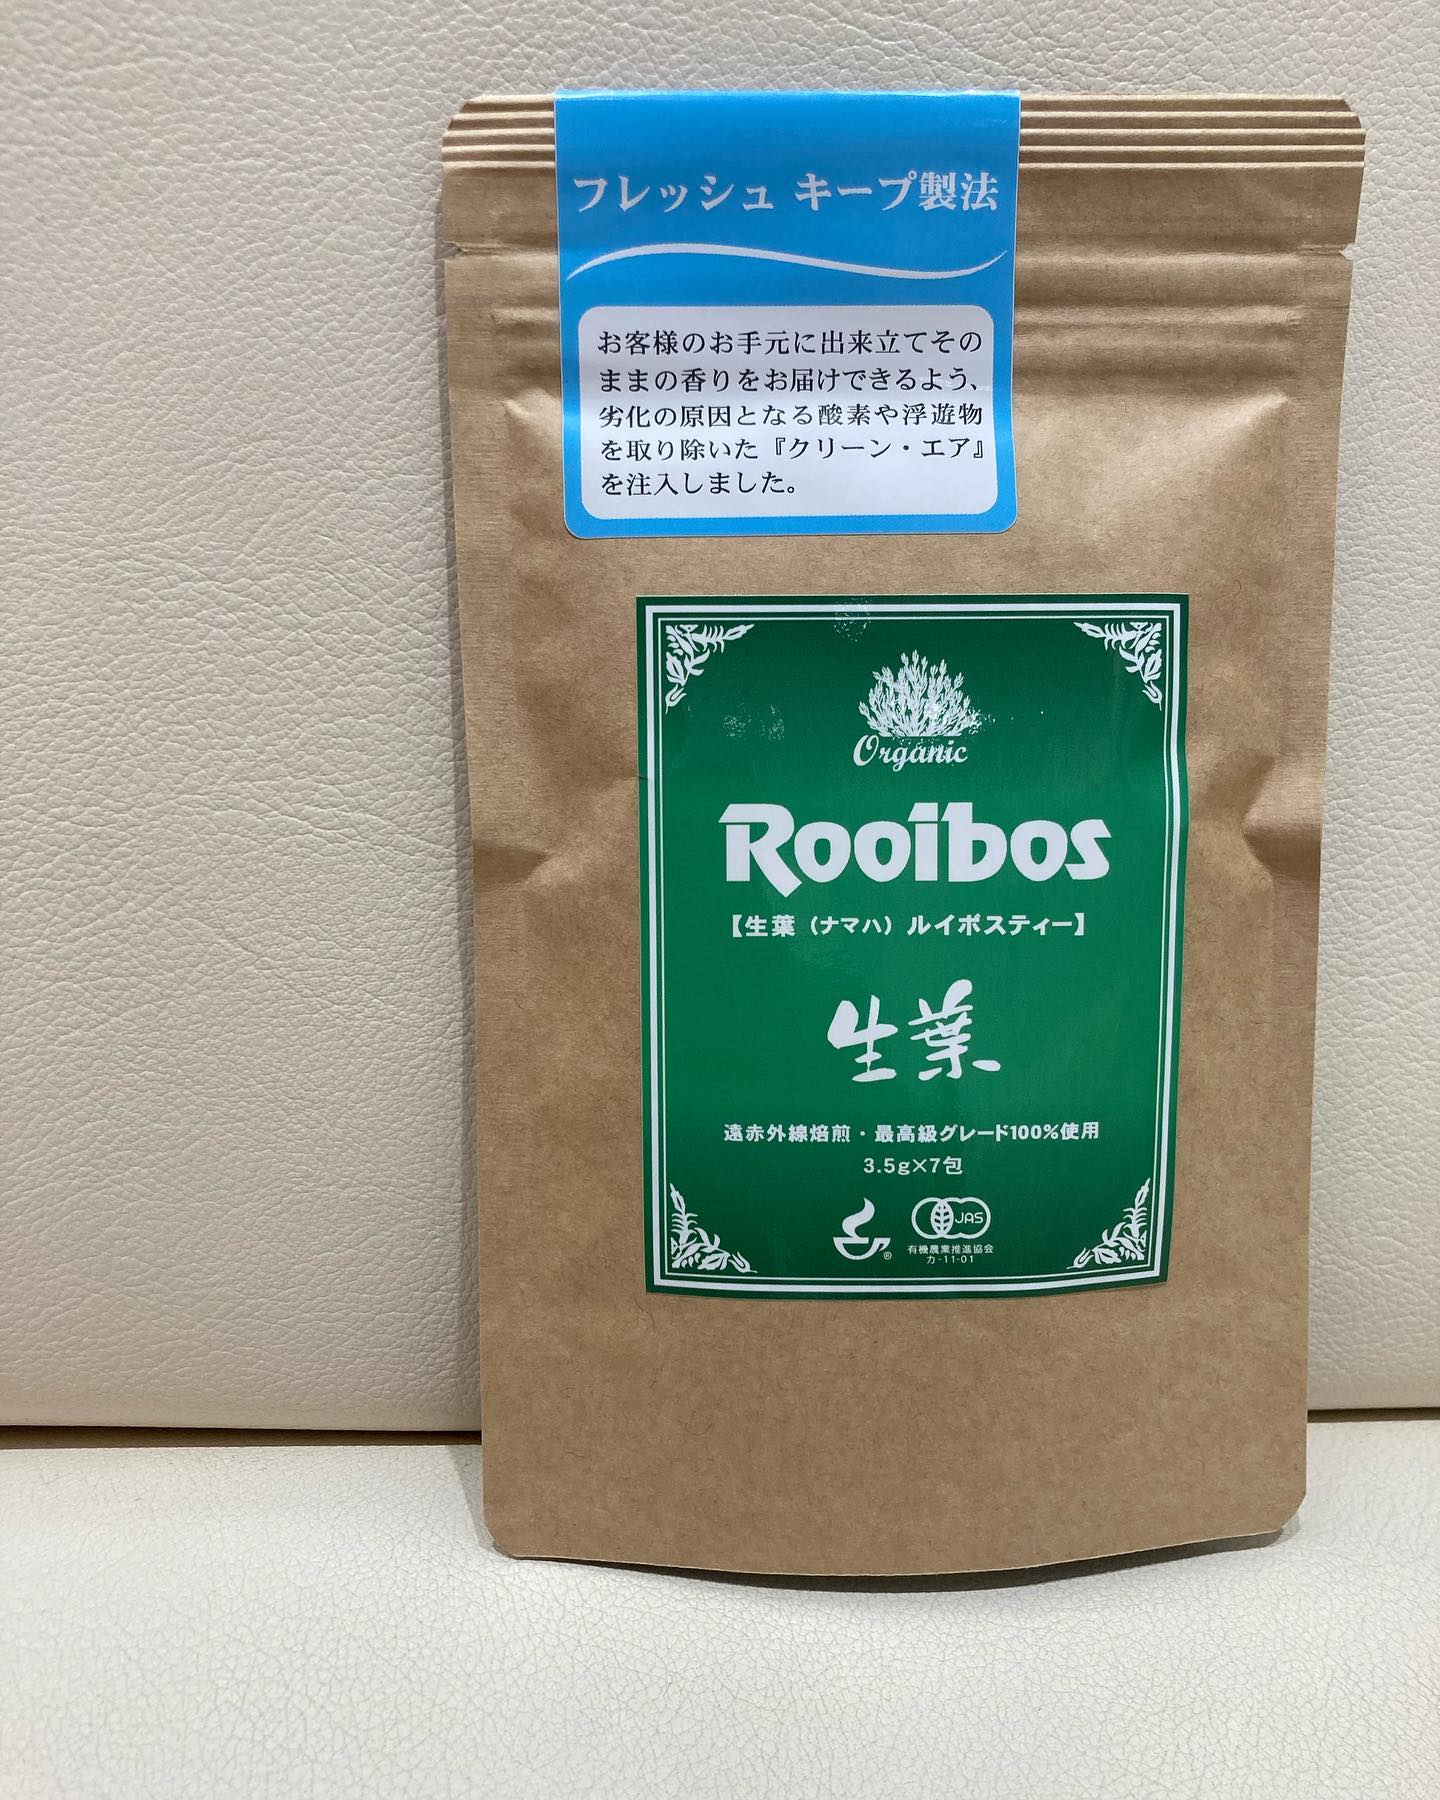 フレッシュ キープ製法
お客様のお手元に出来立てその
ままの香りをお届けできるよう、
劣化の原因となる酸素や浮遊物
を取り除いた『クリーン・エア』
を注入しました。
Organic
Rooibos
【生葉（ナマハ）ルイボスティー】
生葉
遠赤外線焙煎・最高級グレード100%使用
3.5g×7包
®
JAS
有機農業推進協会
カ-11-01